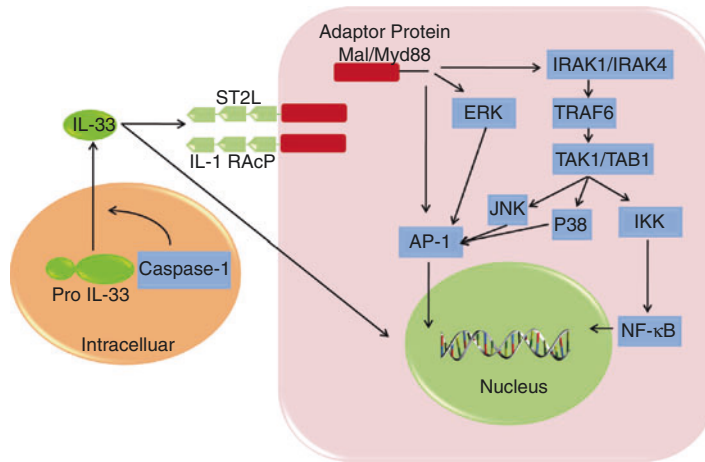 Adaptor Protein
Mal/Myd88
IRAK1/IRAK4
ST2L
IL-33
ERK
TRAF6
IL-1 RAcP
TAK1/TAB1
JNK
P38
IKK
AP-1
Caspase-1
Pro IL-33
Intracelluar
NF-κB
Nucleus